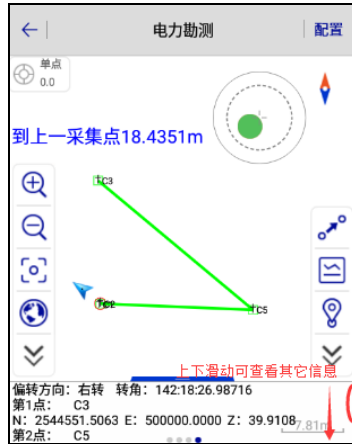 电力勘测
配置
单点
0.0
到上一采集点18.4351m
C3
C2
C5
上下滑动可查看其它信息
偏转方向：右转 转角：142:18:26.98716
第1点： C3
N：2544551.5063 E：500000.0000 Z：39.9108
7.81m
第2点： C5